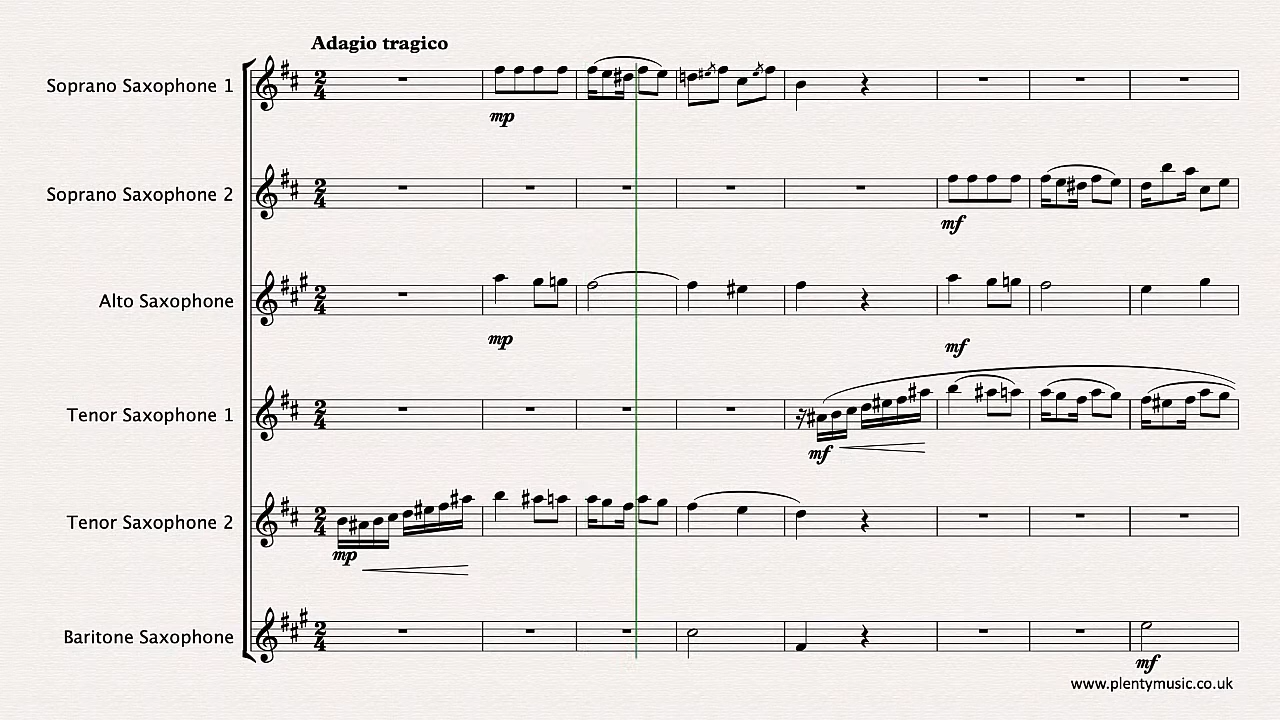 Adagio tragico
Soprano Saxophone 1
mp
Soprano Saxophone 2
mf
Alto Saxophone
mp
mf
Tenor Saxophone 1
mf
Tenor Saxophone 2
mp
Baritone Saxophone
mf
www.plentymusic.co.uk